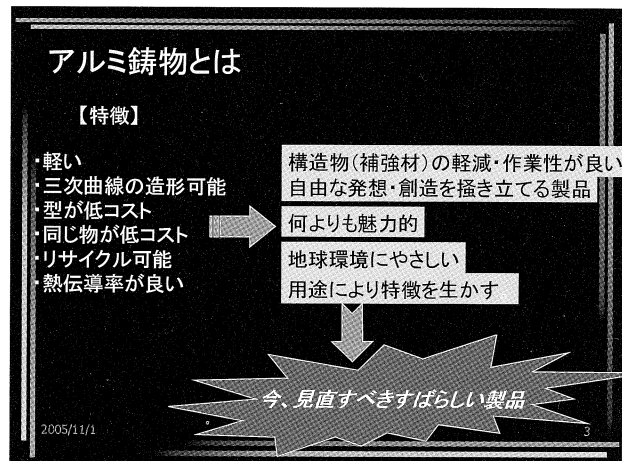 アルミ鋳物とは
【特徴】
・軽い
・三次曲線の造形可能
・型が低コスト
・同じ物が低コスト
・リサイクル可能
・熱伝導率が良い
構造物（補強材）の軽減・作業性が良い
自由な発想・創造を掻き立てる製品
何よりも魅力的
地球環境にやさしい
用途により特徴を生かす
今、見直すべきすばらしい製品
。
2005/11/1
3